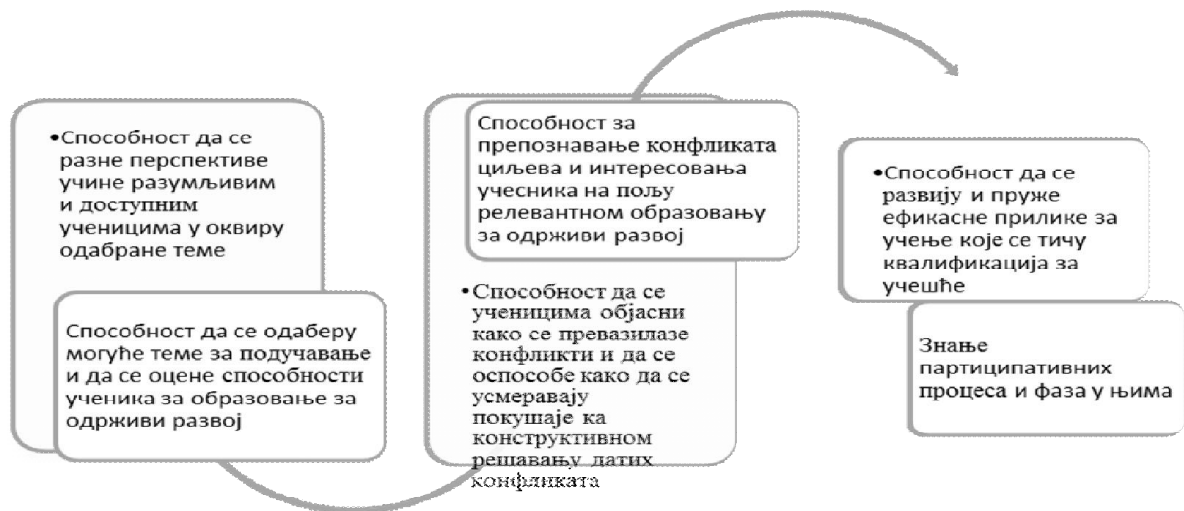 •Способност да се
разне перспективе
учине разумљивим
и доступним
ученицима у оквиру
одабране теме
Способност да се одаберу
могуће теме за подучавање
и да се оцене способности
ученика за образовање за
одрживи развој
Способност за
препознавање конфликата
циљева и интересовања
учесника на пољу
релевантном образовању
за одрживи развој
•Способност да се
ученицима објасни
како се превазилазе
конфликти и да се
оспособе како да се
усмеравају
покушаје ка
конструктивном
решавању датих
конфликата
•Способност да се
развију и пруже
ефикасне прилике за
учење које се тичу
квалификација за
учешће
Знање
партиципативних
процеса и фаза у њима